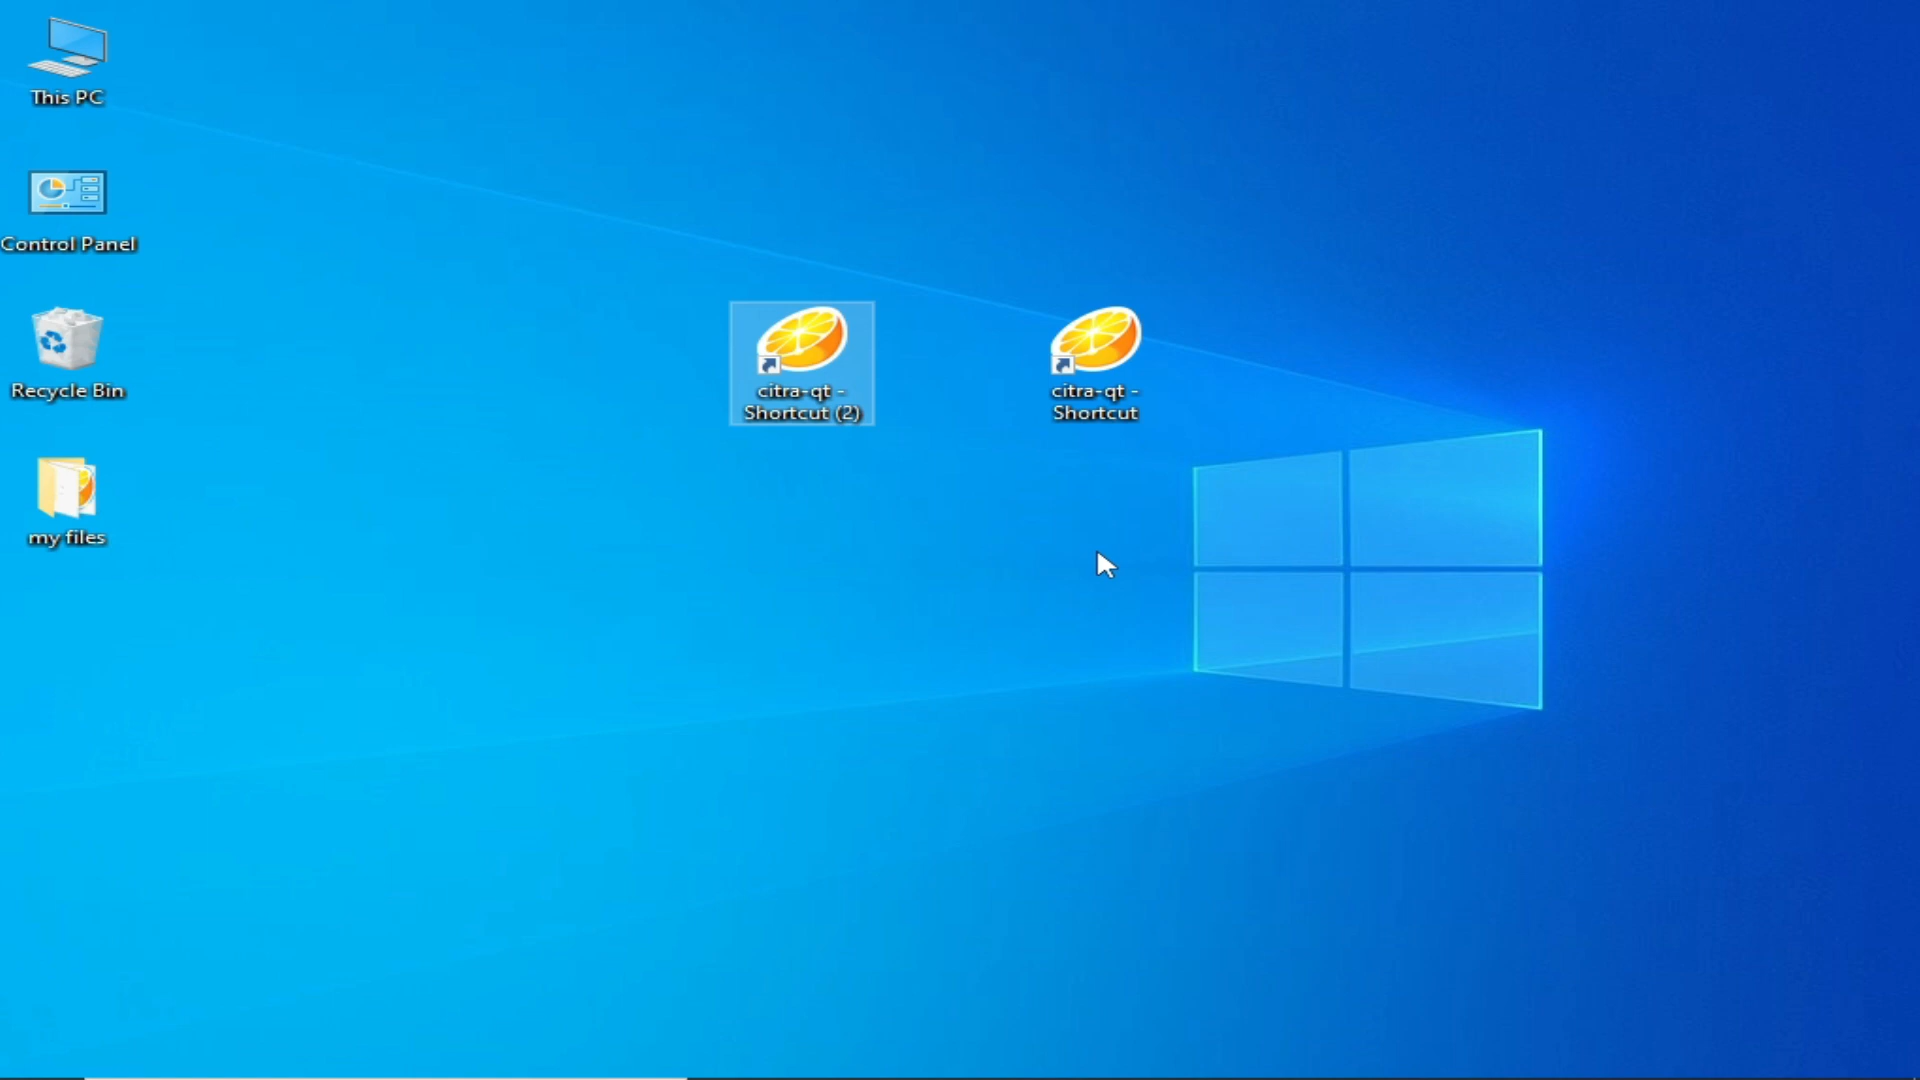 This PC
Control Panel
Recycle Bin
my files
citra-qt -
Shortcut (2)
citra-qt -
Shortcut